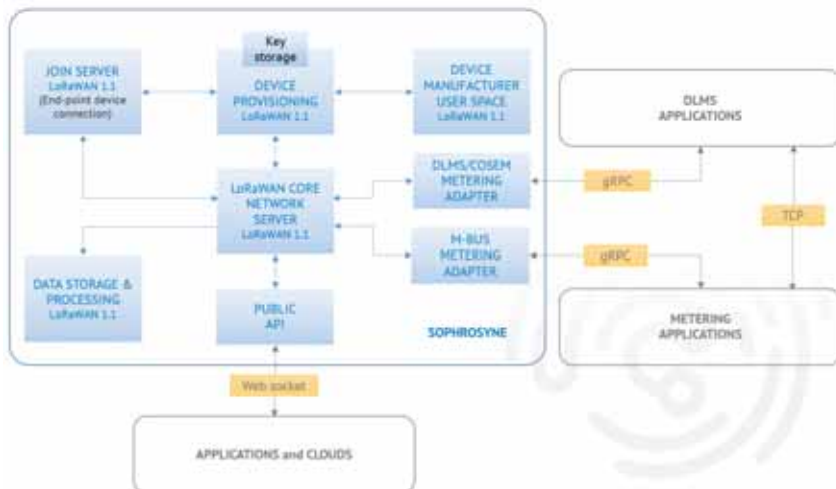 Key
storage
JOIN SERVER
LoRaWAN 1.1
(End-point device
connection)
DEVICE
PROVISIONING
LoRaWAN 1.1
DEVICE
MANUFACTURER
USER SPACE
LoRaWAN 1.1
DLMS
APPLICATIONS
LoRaWAN CORE
NETWORK
SERVER
LoRaWAN 1.1
DLMS/COSEM
METERING
ADAPTER
gRPC
TCP
M-BUS
METERING
ADAPTER
gRPC
DATA STORAGE &
PROCESSING
LoRaWAN 1.1
PUBLIC
API
SOPHROSYNE
METERING
APPLICATIONS
Web socket
APPLICATIONS and CLOUDS